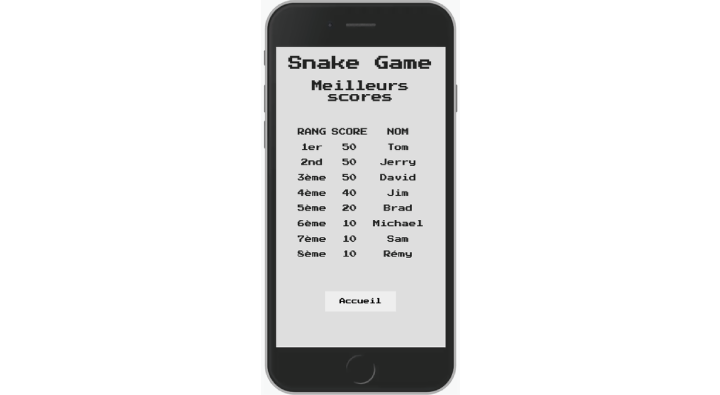 Snake Game
Meilleurs
scores
RANG SCORE NOM
1er 50 Tom
2nd 50 Jerry
3ème 50 David
4ème 40 Jim
5ème 20 Brad
6ème 10 Michael
7ème 10 Sam
8ème 10 Rémy
Accueil